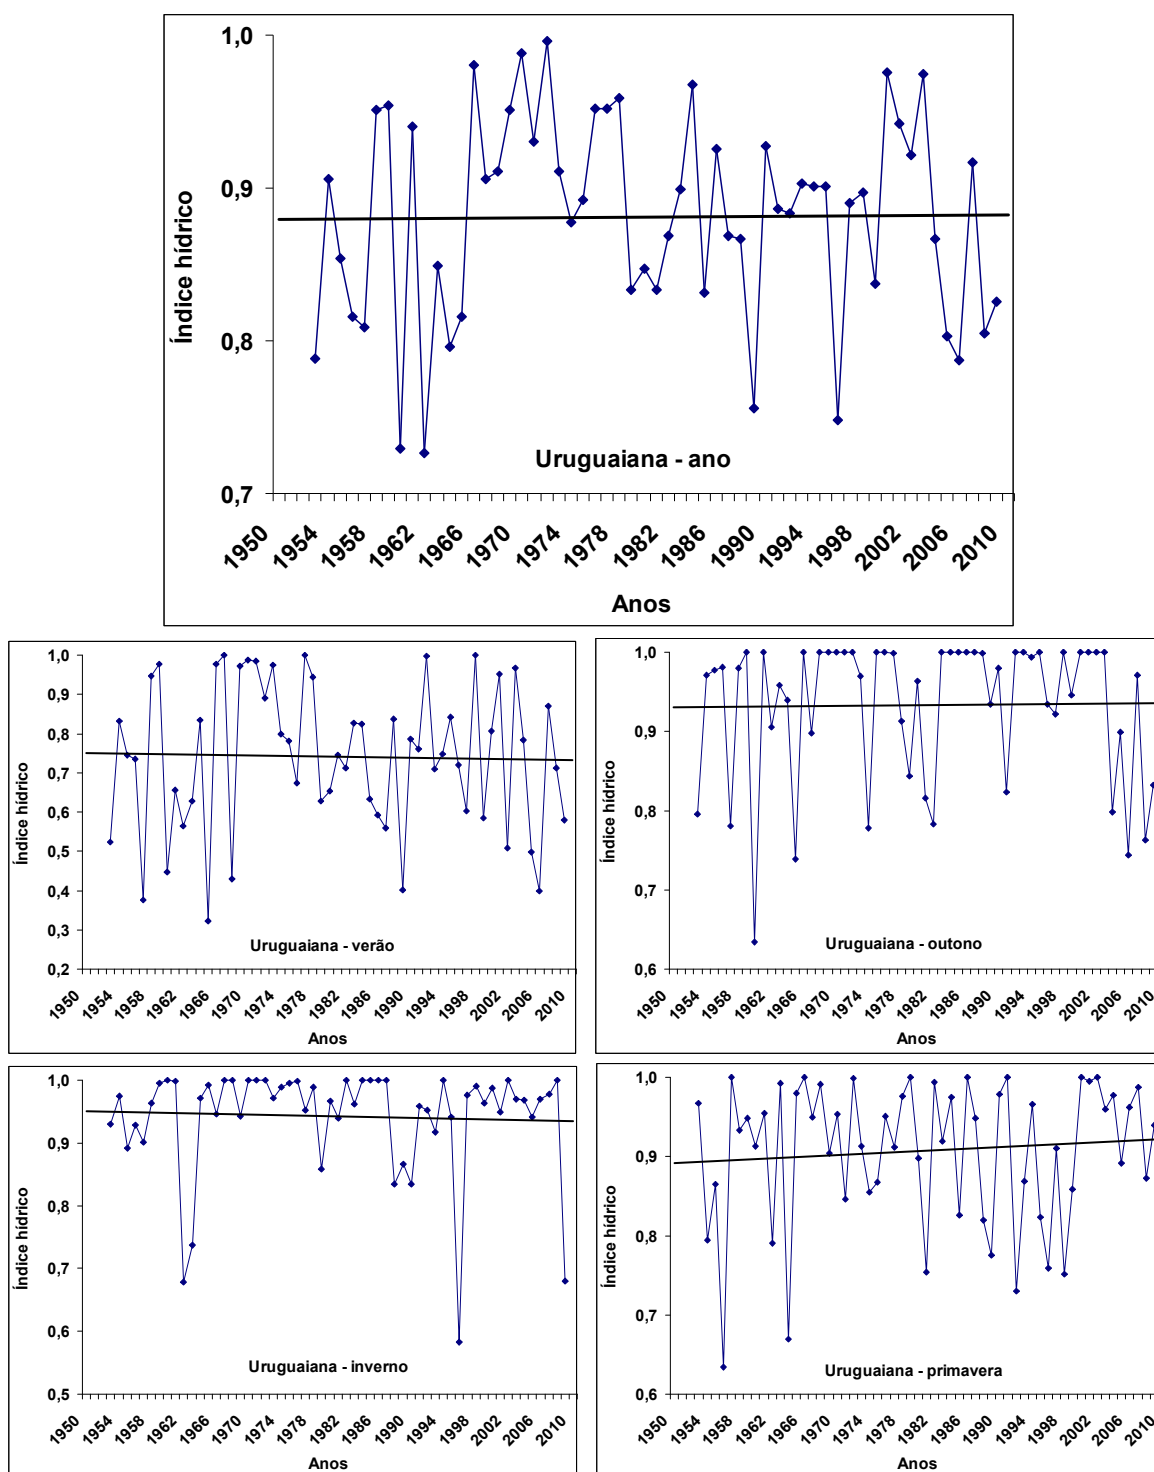 1,0
0,9
0,8
0,7
Índice hídrico
Uruguaiana - ano
1950 1954 1958 1962 1966 1970 1974 1978 1982 1986 1990 1994 1998 2002 2006 2010
Anos
1,0
0,9
0,8
0,7
0,6
0,5
0,4
0,3
0,2
Índice hídrico
Uruguaiana - verão
1950 1954 1958 1962 1966 1970 1974 1978 1982 1986 1990 1994 1998 2002 2006 2010
Anos
1,0
0,9
0,8
0,7
0,6
Índice hídrico
Uruguaiana - outono
1950 1954 1958 1962 1966 1970 1974 1978 1982 1986 1990 1994 1998 2002 2006 2010
Anos
1,0
0,9
0,8
0,7
0,6
0,5
Índice hídrico
Uruguaiana - inverno
1950 1954 1958 1962 1966 1970 1974 1978 1982 1986 1990 1994 1998 2002 2006 2010
Anos
1,0
0,9
0,8
0,7
0,6
Índice hídrico
Uruguaiana - primavera
1950 1954 1958 1962 1966 1970 1974 1978 1982 1986 1990 1994 1998 2002 2006 2010
Anos